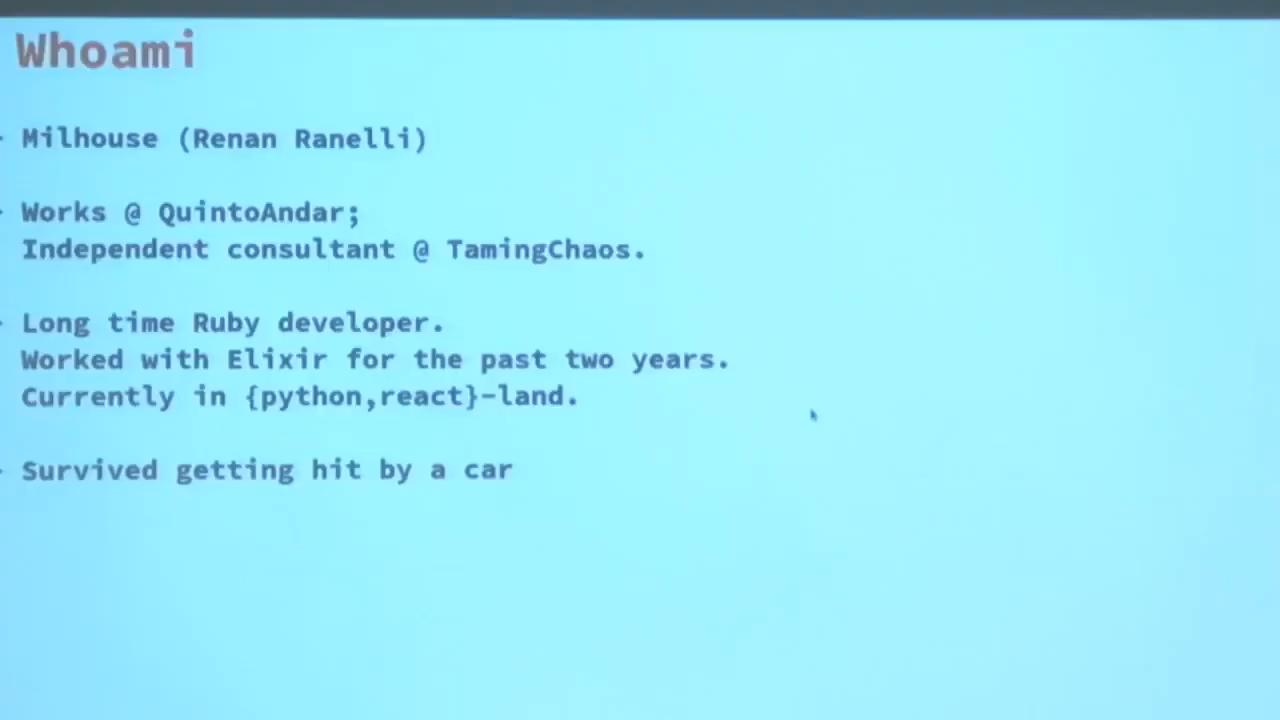 Whoami
Milhouse (Renan Ranelli)
Works @ QuintoAndar;
Independent consultant @ TamingChaos.
Long time Ruby developer.
Worked with Elixir for the past two years.
Currently in {python,react}-land.
Survived getting hit by a car